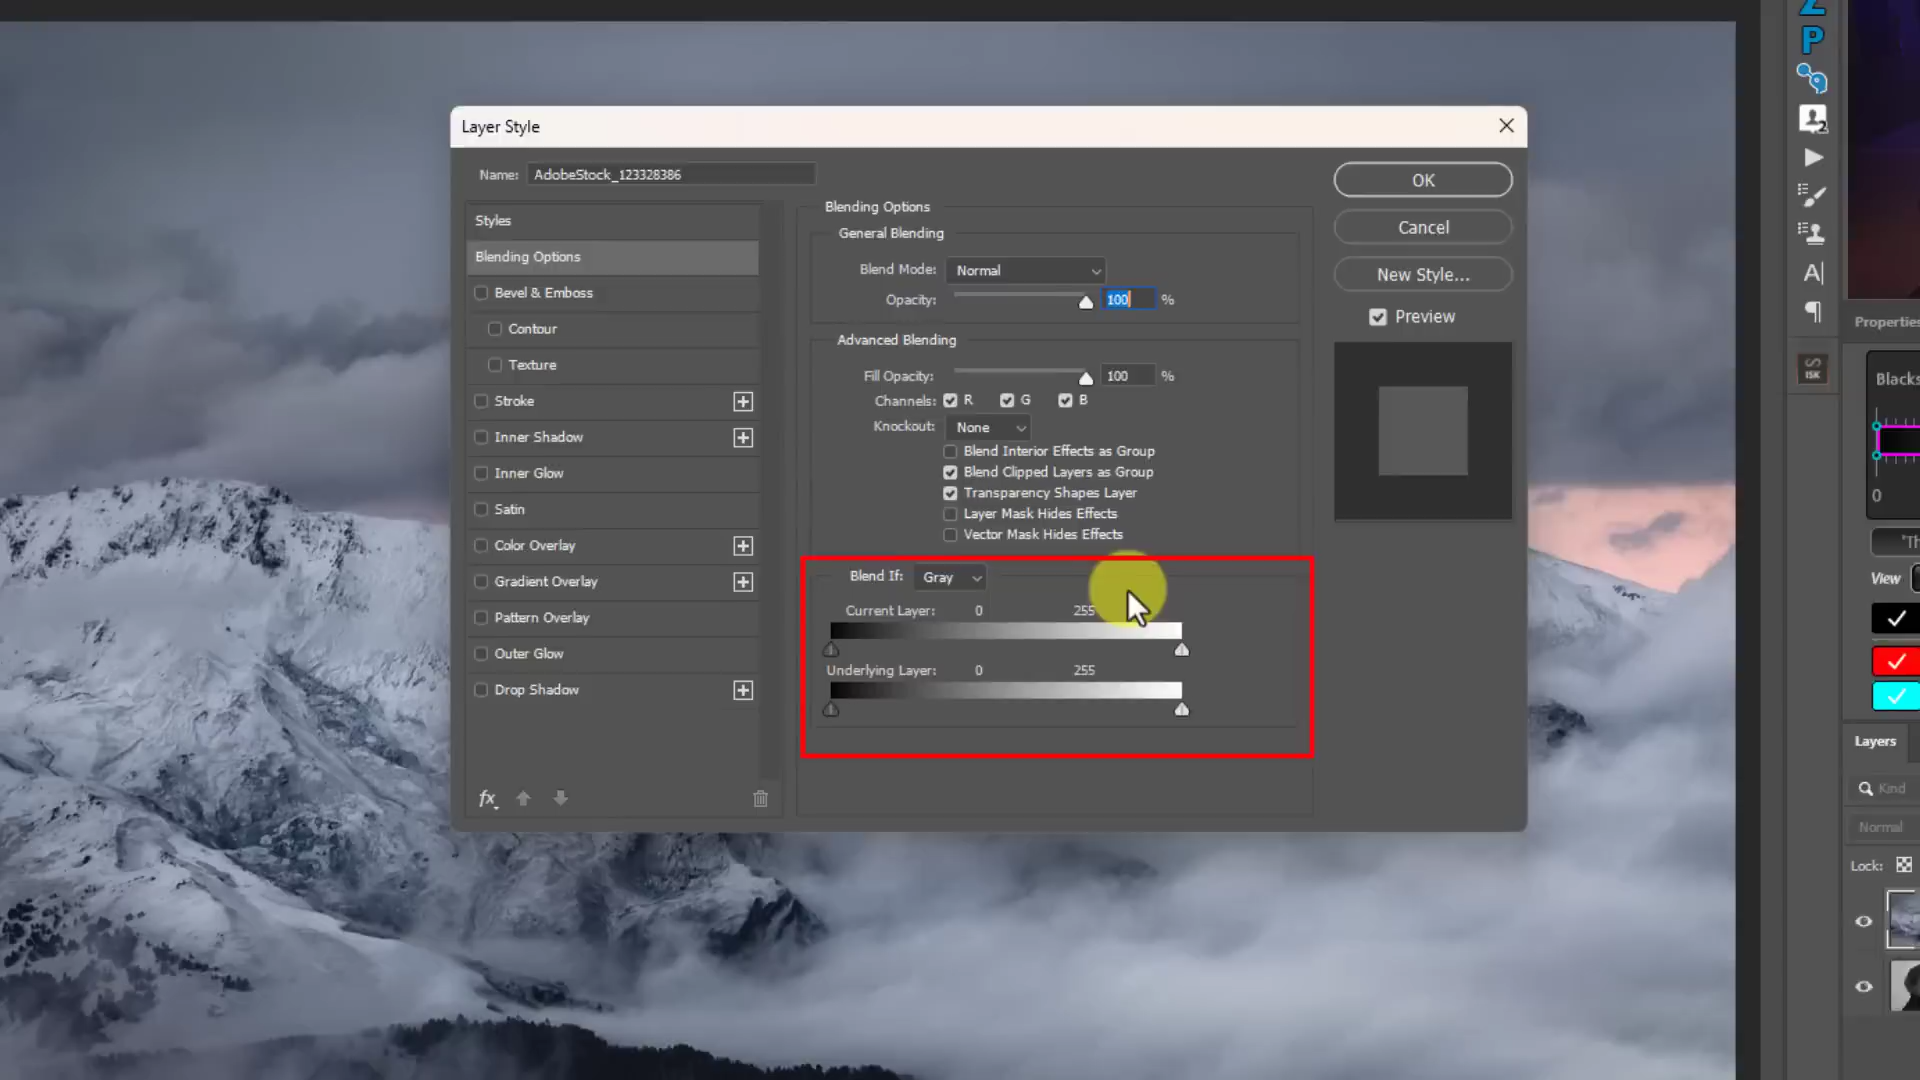 Z
P
2
A
Layer Style
Name: AdobeStock_123328386
Styles
Blending Options
Bevel & Emboss
Contour
Texture
Stroke
Inner Shadow
Inner Glow
Satin
Color Overlay
Gradient Overlay
Pattern Overlay
Outer Glow
Drop Shadow
fx
Blending Options
General Blending
Blend Mode: Normal
Opacity: 100 %
Advanced Blending
Fill Opacity: 100 %
Channels: R G B
Knockout: None
Blend Interior Effects as Group
Blend Clipped Layers as Group
Transparency Shapes Layer
Layer Mask Hides Effects
Vector Mask Hides Effects
Blend If: Gray
Current Layer: 0 255
Underlying Layer: 0 255
OK
Cancel
New Style...
Preview
Properties
Blacks
0
'Th
View
Layers
Kind
Normal
Lock: